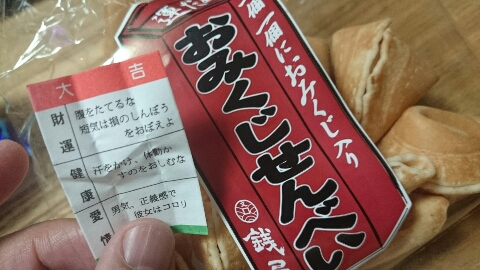 一個一個におみくじ入り
おみくじせんべい
銭
大吉
財運
腹をたてるな
短気は損のしんぼう
をおぼえよ
健康
汗をかけ、体動か
すのをおしむな
愛情
男気、正義感で
彼女はコロリ